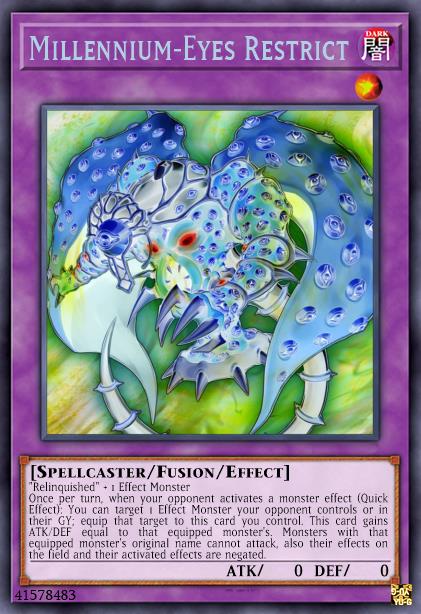 Millennium-Eyes Restrict
DARK
闇
[Spellcaster/Fusion/Effect]
"Relinquished" + 1 Effect Monster
Once per turn, when your opponent activates a monster effect (Quick
Effect): You can target 1 Effect Monster your opponent controls or in
their GY; equip that target to this card you control. This card gains
ATK/DEF equal to that equipped monster's. Monsters with that
equipped monster's original name cannot attack, also their effects on
the field and their activated effects are negated.
ATK/ 0 DEF/ 0
41578483